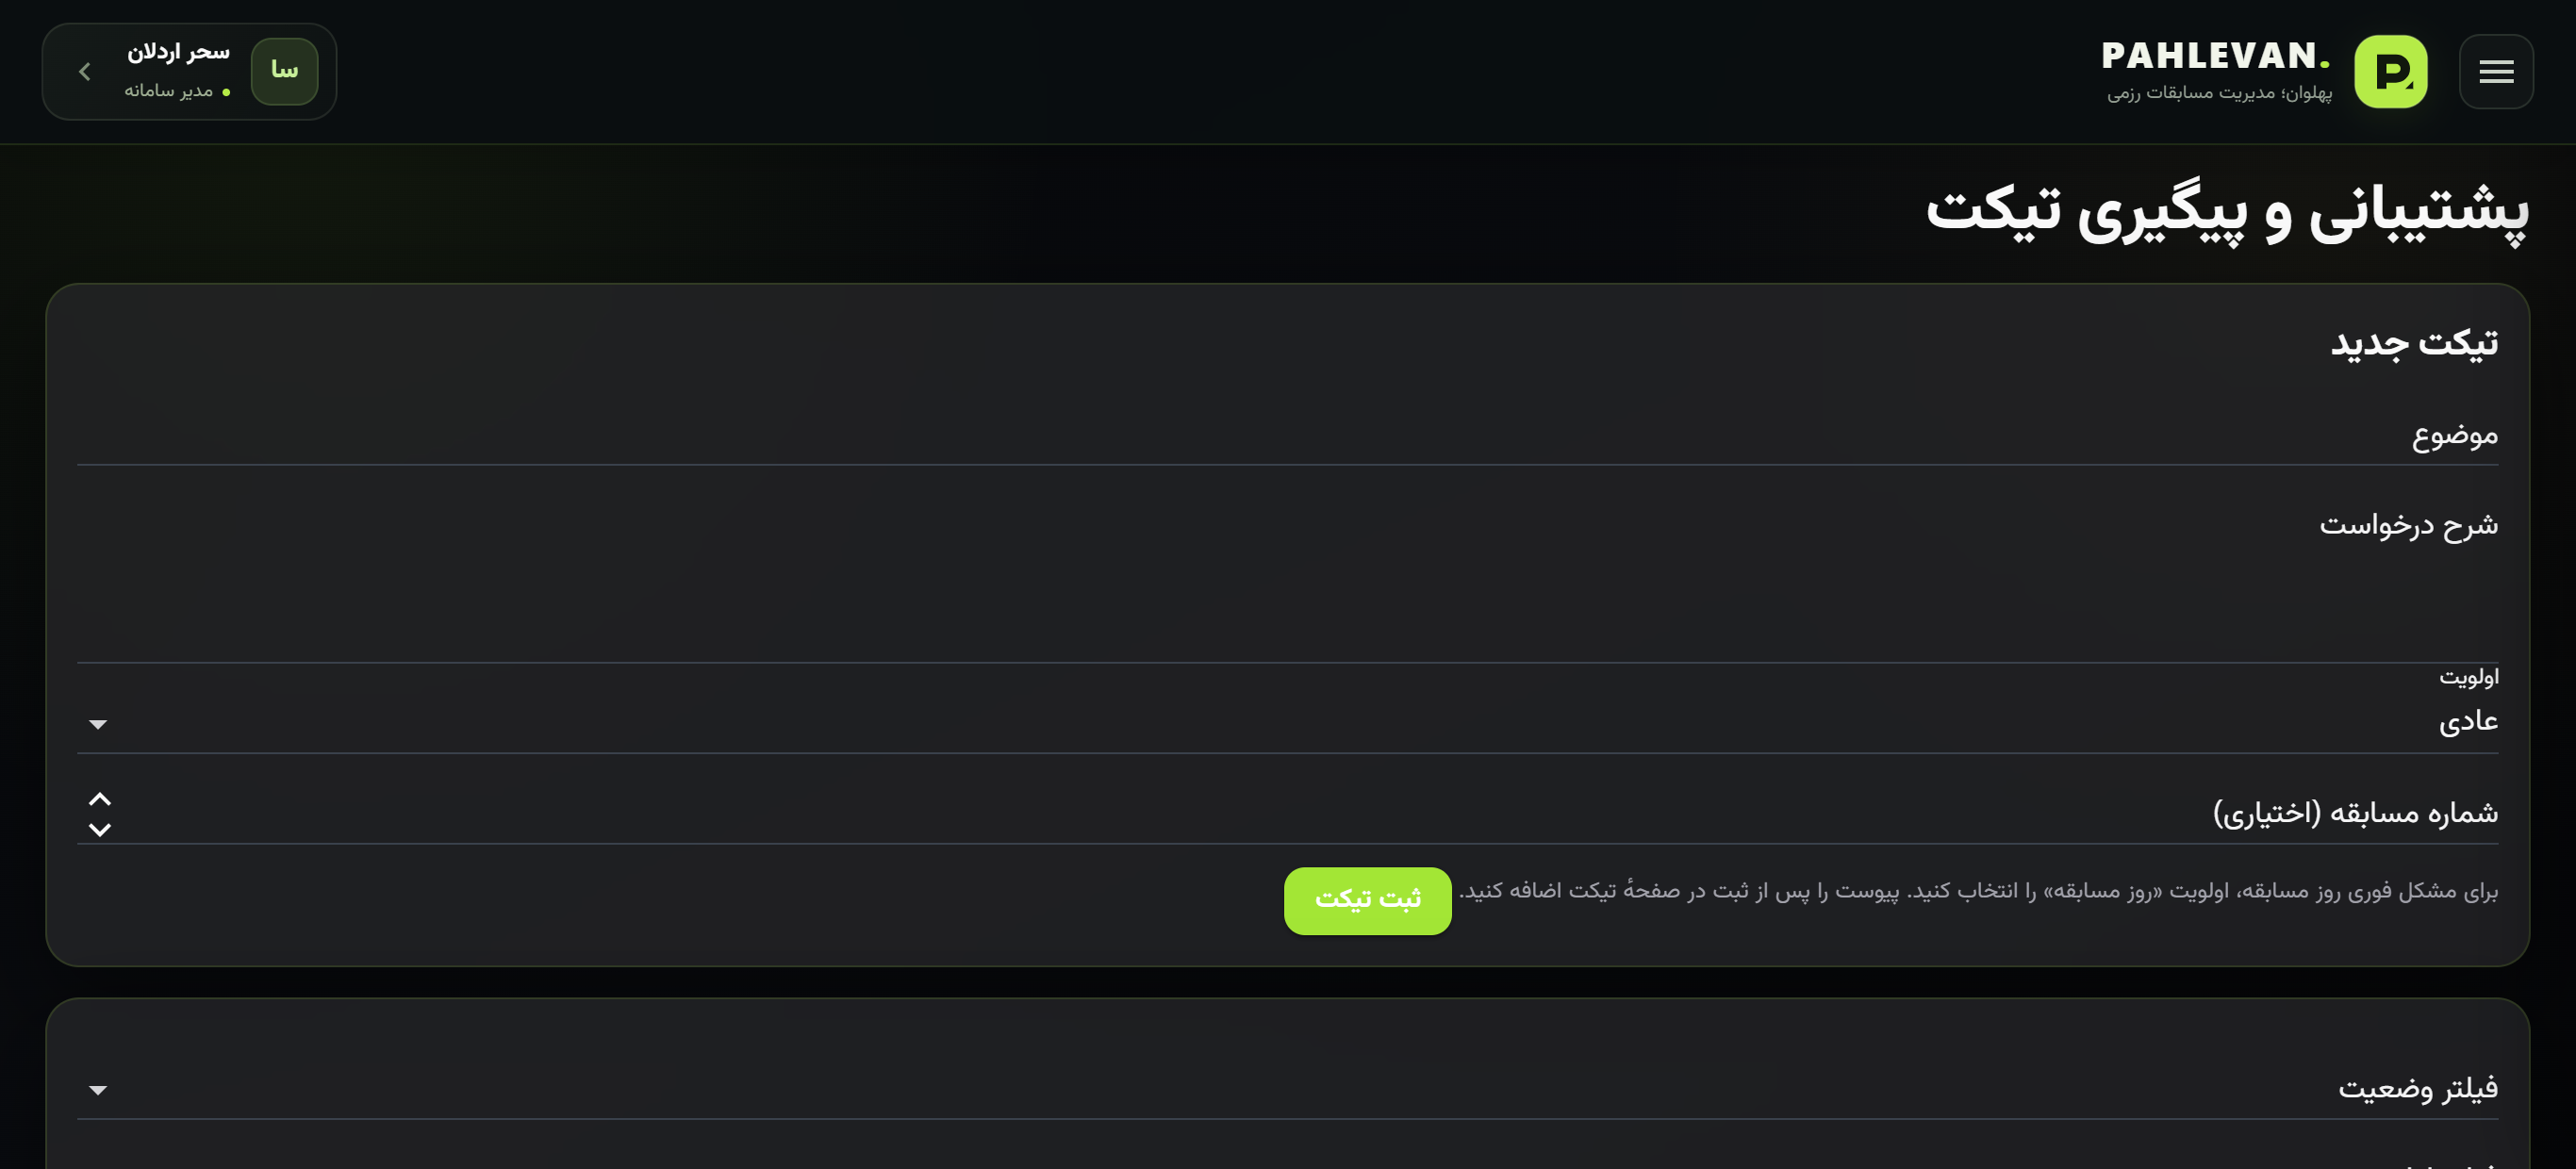 PAHLEVAN.
پهلوان؛ مدیریت مسابقات رزمی
سا
سحر اردلان
مدیر سامانه
پشتیبانی و پیگیری تیکت
تیکت جدید
موضوع
شرح درخواست
اولویت
عادی
شماره مسابقه (اختیاری)
برای مشکل فوری روز مسابقه، اولویت «روز مسابقه» را انتخاب کنید. پیوست را پس از ثبت در صفحهٔ تیکت اضافه کنید.
ثبت تیکت
فیلتر وضعیت